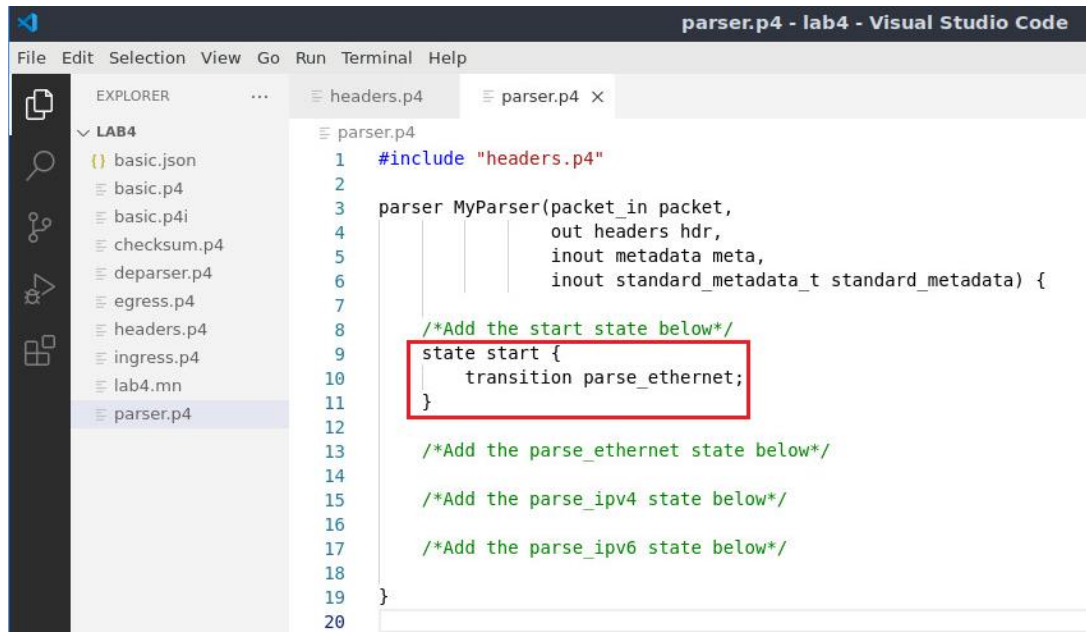 parser.p4 - lab4 - Visual Studio Code
File Edit Selection View Go Run Terminal Help
EXPLORER ...
LAB4
{} basic.json
basic.p4
basic.p4i
checksum.p4
deparser.p4
egress.p4
headers.p4
ingress.p4
lab4.mn
parser.p4
headers.p4 parser.p4 ×
parser.p4
1 #include "headers.p4"
2
3 parser MyParser(packet_in packet,
4 out headers hdr,
5 inout metadata meta,
6 inout standard_metadata_t standard_metadata) {
7
8 /*Add the start state below*/
9 state start {
10 transition parse_ethernet;
11 }
12
13 /*Add the parse_ethernet state below*/
14
15 /*Add the parse_ipv4 state below*/
16
17 /*Add the parse_ipv6 state below*/
18
19 }
20